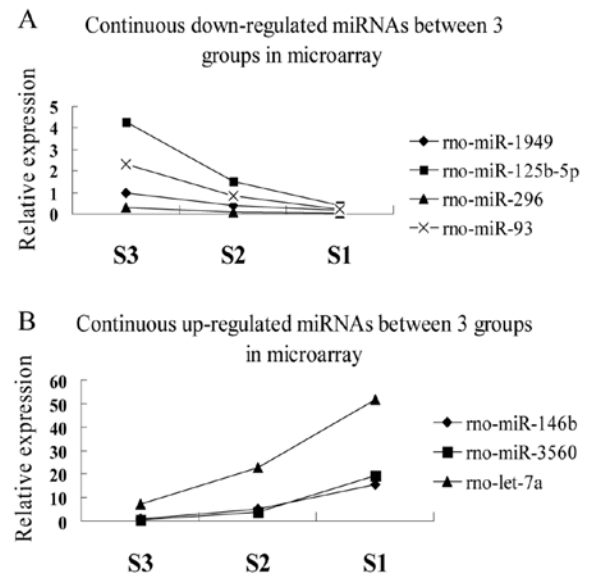 A
Continuous down-regulated miRNAs between 3
groups in microarray
Relative expression
5
4
3
2
1
0
S3 S2 S1
rno-miR-1949
rno-miR-125b-5p
rno-miR-296
rno-miR-93
B
Continuous up-regulated miRNAs between 3 groups
in microarray
Relative expression
60
50
40
30
20
10
0
S3 S2 S1
rno-miR-146b
rno-miR-3560
rno-let-7a